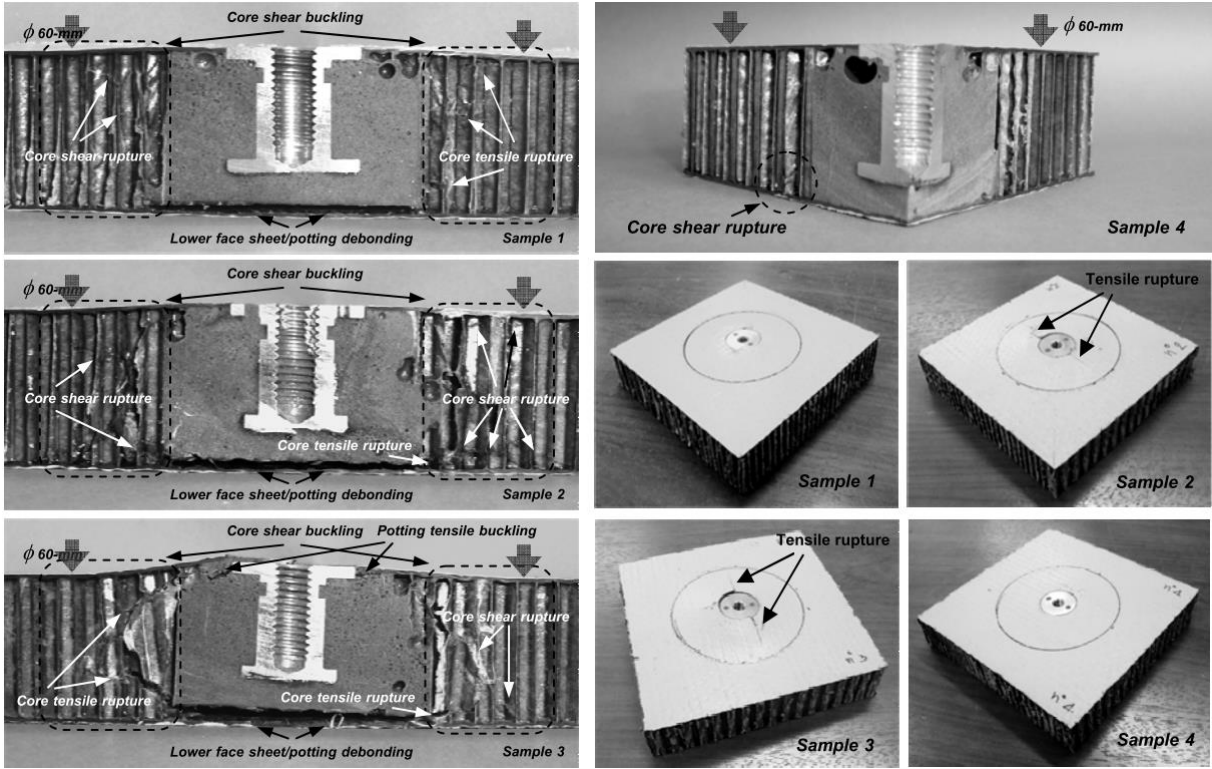 Core shear buckling
ϕ 60-mm
Core shear rupture
Core tensile rupture
Lower face sheet/potting debonding
Sample 1
Core shear buckling
ϕ 60-mm
Core shear rupture
Core shear rupture
Core tensile rupture
Lower face sheet/potting debonding
Sample 2
Core shear buckling
Potting tensile buckling
ϕ 60-mm
Core shear rupture
Core tensile rupture
Core tensile rupture
Lower face sheet/potting debonding
Sample 3
ϕ 60-mm
Core shear rupture
Sample 4
Sample 1
Tensile rupture
n°2
Sample 2
Tensile rupture
n°3
Sample 3
n°4
n°4
Sample 4